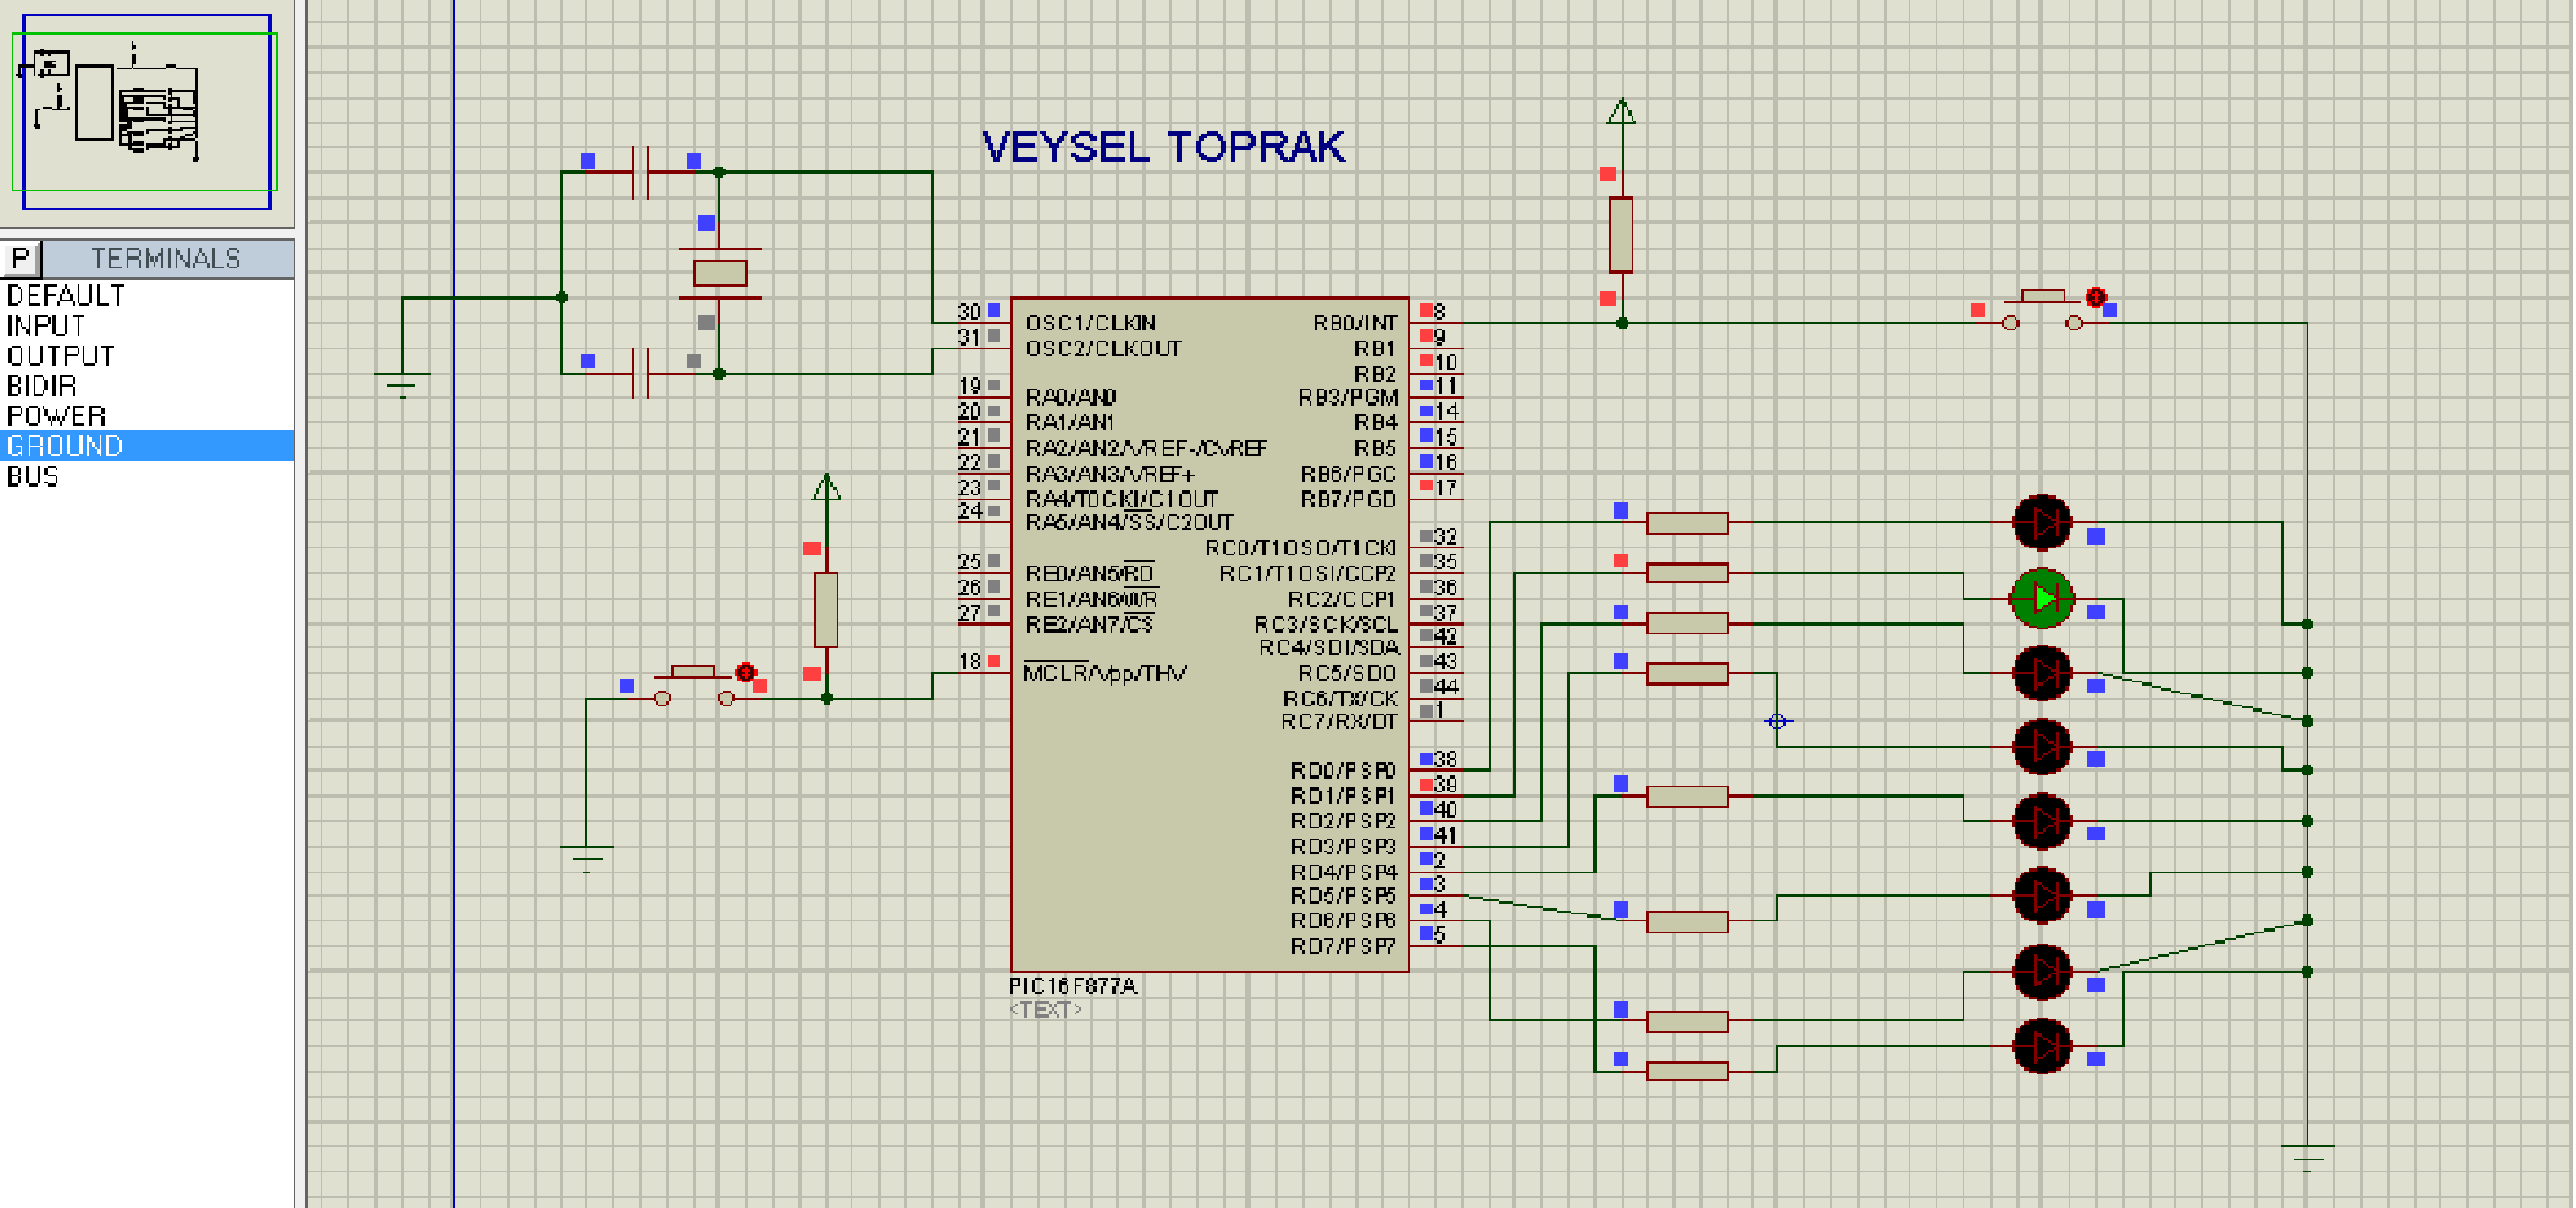 VEYSEL TOPRAK
P TERMINALS
DEFAULT
INPUT
OUTPUT
BIDIR
POWER
GROUND
BUS
30 OSC1/CLKIN
31 OSC2/CLKOUT
19 RA0/AN0
20 RA1/AN1
21 RA2/AN2/VREF-/CVREF
22 RA3/AN3/VREF+
23 RA4/T0CKI/C1OUT
24 RA5/AN4/SS/C2OUT
25 RE0/AN5/RD
26 RE1/AN6/WR
27 RE2/AN7/CS
18 MCLR/Vpp/THV
RB0/INT 8
RB1 9
RB2 10
RB3/PGM 11
RB4 14
RB5 15
RB6/PGC 16
RB7/PGD 17
RC0/T1OSO/T1CKI 32
RC1/T1OSI/CCP2 35
RC2/CCP1 36
RC3/SCK/SCL 37
RC4/SDI/SDA 42
RC5/SDO 43
RC6/TX/CK 44
RC7/RX/DT 1
RD0/PSP0 38
RD1/PSP1 39
RD2/PSP2 40
RD3/PSP3 41
RD4/PSP4 2
RD5/PSP5 3
RD6/PSP6 4
RD7/PSP7 5
PIC16F877A
<TEXT>